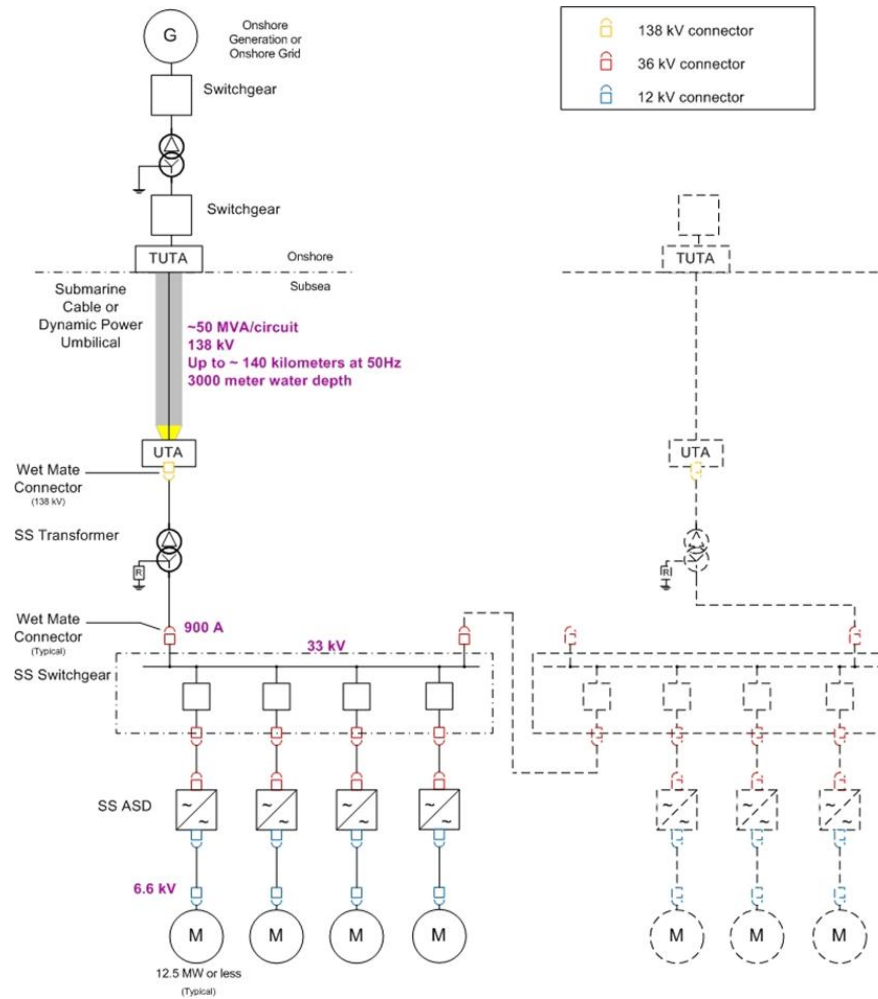 G
Onshore
Generation or
Onshore Grid
Switchgear
Switchgear
TUTA
Onshore
Subsea
Submarine
Cable or
Dynamic Power
Umbilical
~50 MVA/circuit
138 kV
Up to ~ 140 kilometers at 50Hz
3000 meter water depth
UTA
Wet Mate
Connector
(138 kV)
SS Transformer
R
Wet Mate
Connector
(Typical)
900 A
33 kV
SS Switchgear
SS ASD
~ ~
~ ~
~ ~
~ ~
6.6 kV
M
M
M
M
12.5 MW or less
(Typical)
138 kV connector
36 kV connector
12 kV connector
TUTA
UTA
R
~ ~
~ ~
~ ~
M
M
M